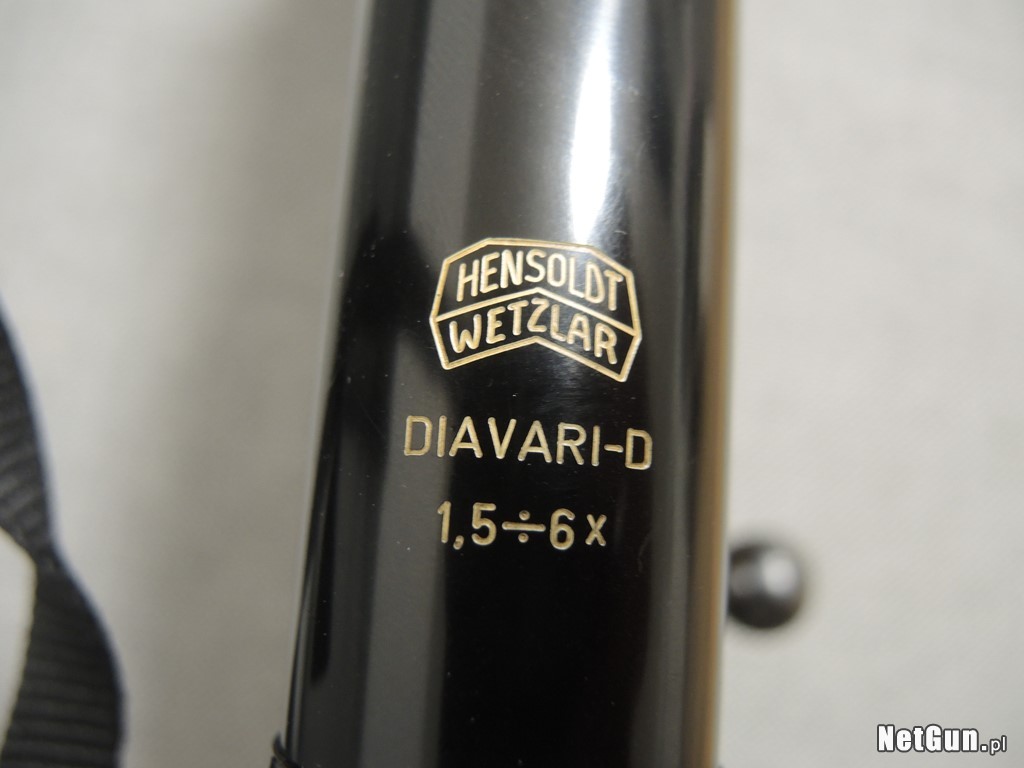 HENSOLDT
WETZLAR
DIAVARI-D
1,5÷6x
NetGun.pl